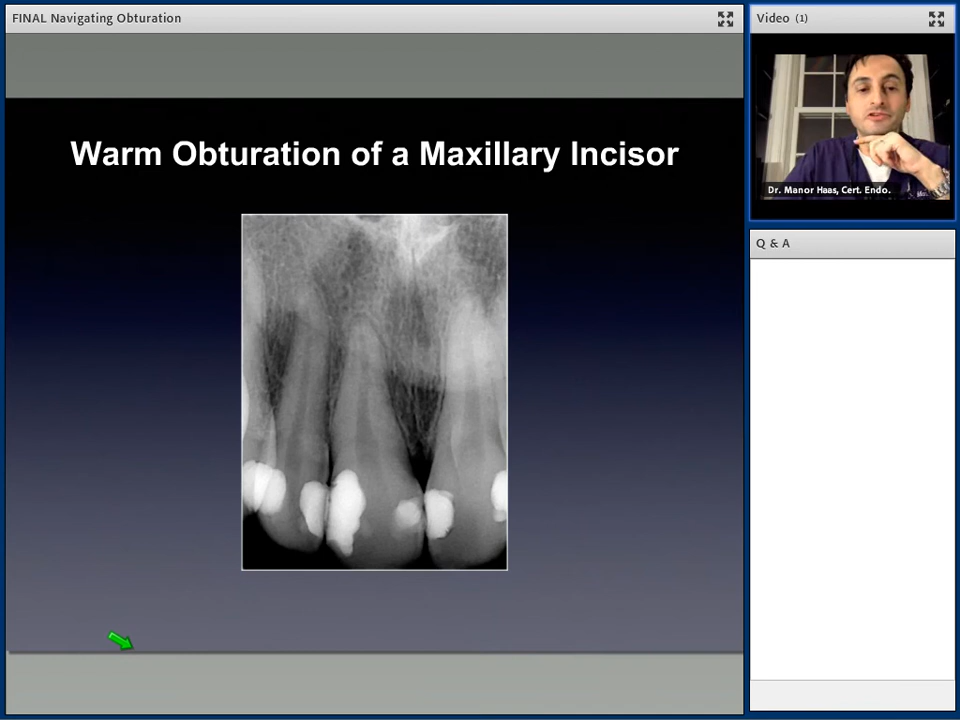 FINAL Navigating Obturation
Video (1)
Warm Obturation of a Maxillary Incisor
Dr. Manor Haas, Cert. Endo.
Q & A